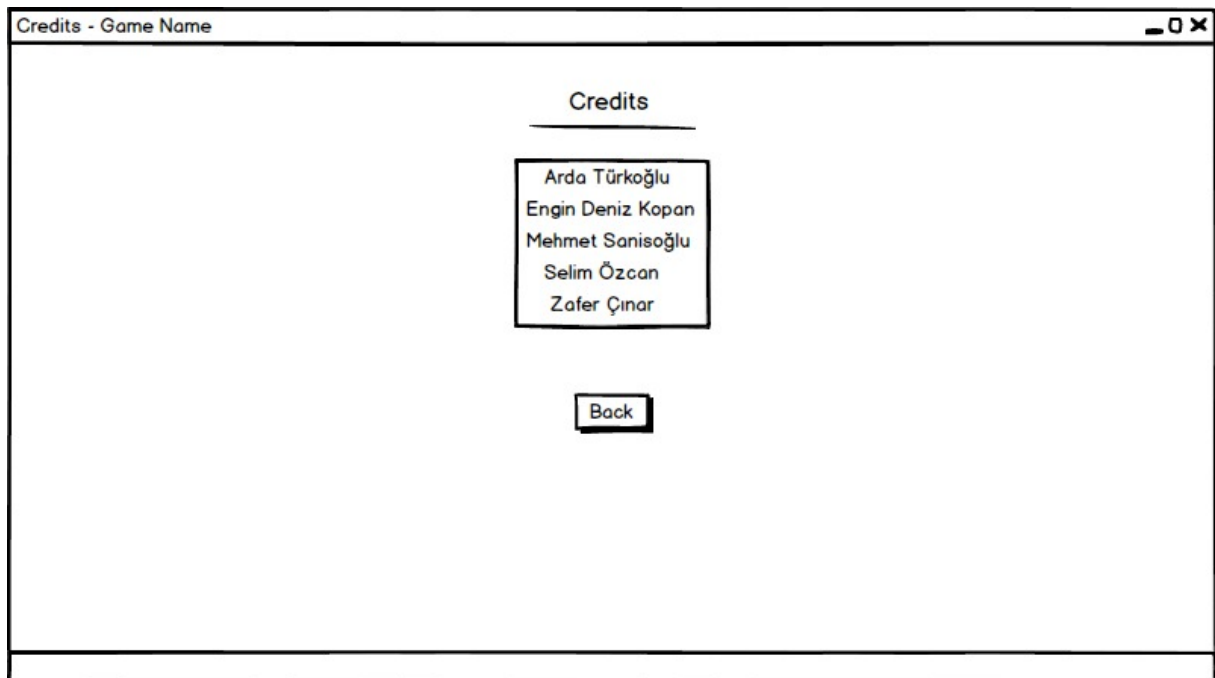 Credits - Game Name
Credits
Arda Türkoğlu
Engin Deniz Kopan
Mehmet Sanisoğlu
Selim Özcan
Zafer Çınar
Back